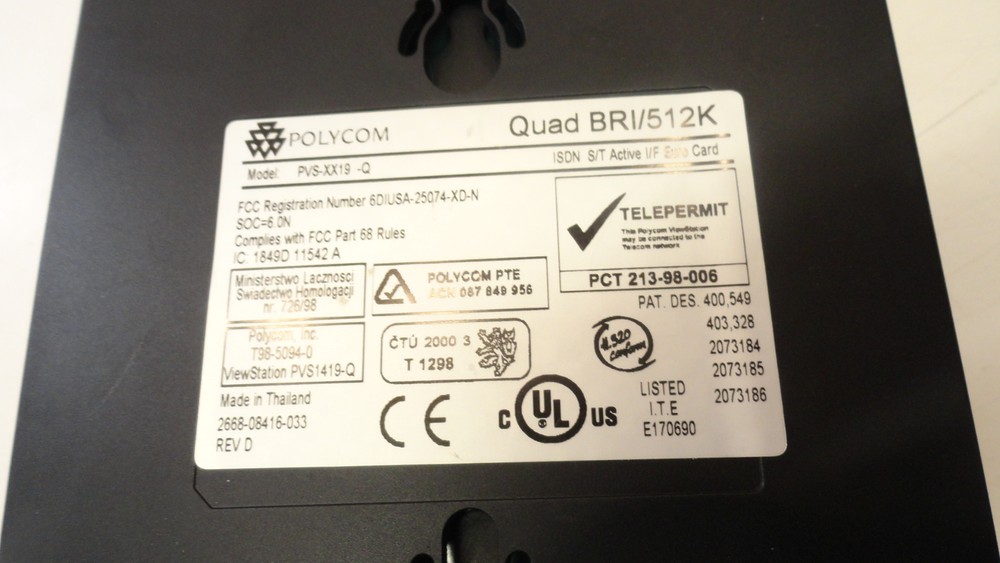 POLYCOM
Quad BRI/512K
Model: PVS-XX19 -Q
ISDN S/T Active I/F Card
FCC Registration Number 6DIUSA-25074-XD-N
SOC=6.0N
Complies with FCC Part 68 Rules
IC: 1849D 11542 A
TELEPERMIT
This Polycom ViewStation
may be connected to the
Telecom network
PCT 213-98-006
Ministerstwo Lacznosci
Swiadectwo Homologacji
nr. 726/98
POLYCOM PTE
ACN 087 849 956
Polycom, Inc.
T98-5094-0
ViewStation PVS1419-Q
ČTÚ 2000 3
T 1298
H.320
conform
PAT. DES. 400,549
403,328
2073184
2073185
2073186
Made in Thailand
2668-08416-033
REV D
CE
C UL US
LISTED
I.T.E
E170690